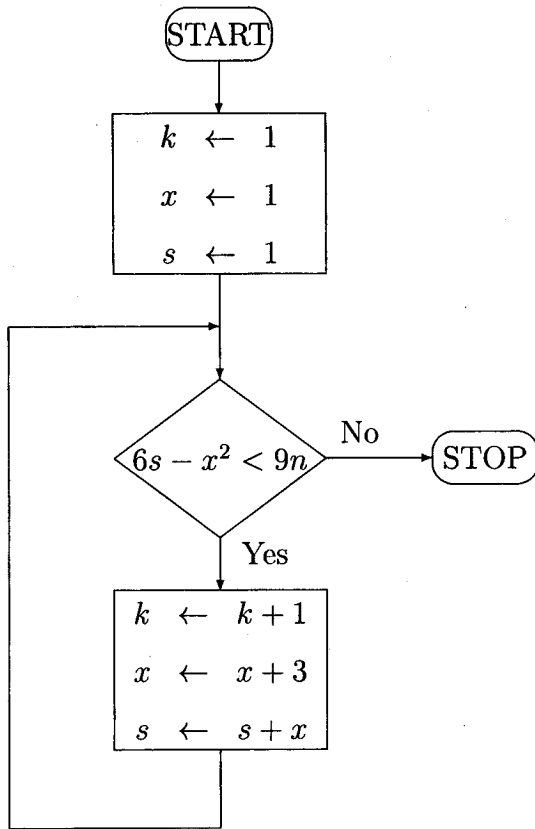 START
k ← 1
x ← 1
s ← 1
6s − x² < 9n
No
STOP
Yes
k ← k + 1
x ← x + 3
s ← s + x